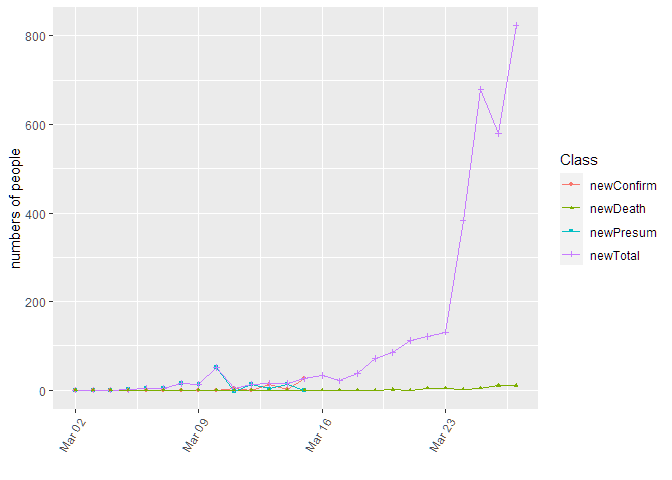 800
600
400
200
0
numbers of people
Mar 02
Mar 09
Mar 16
Mar 23
Class
newConfirm
newDeath
newPresum
newTotal